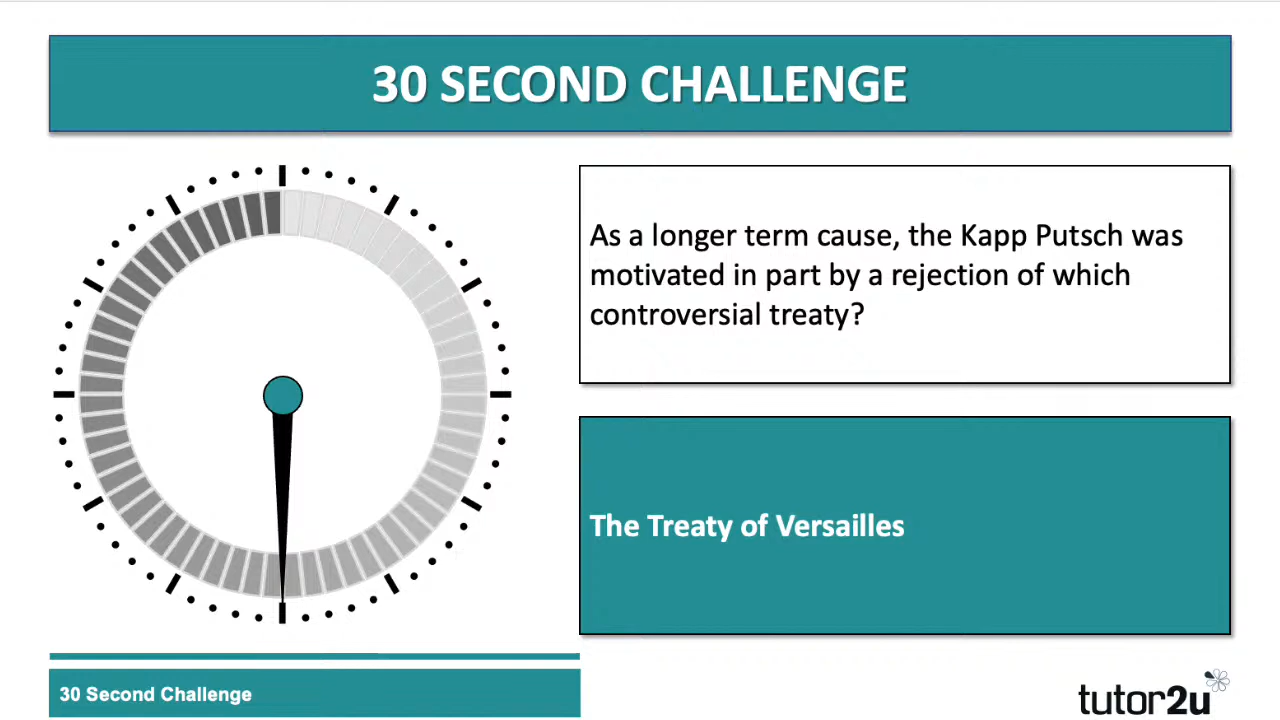 30 SECOND CHALLENGE
As a longer term cause, the Kapp Putsch was
motivated in part by a rejection of which
controversial treaty?
The Treaty of Versailles
30 Second Challenge
tutor2u